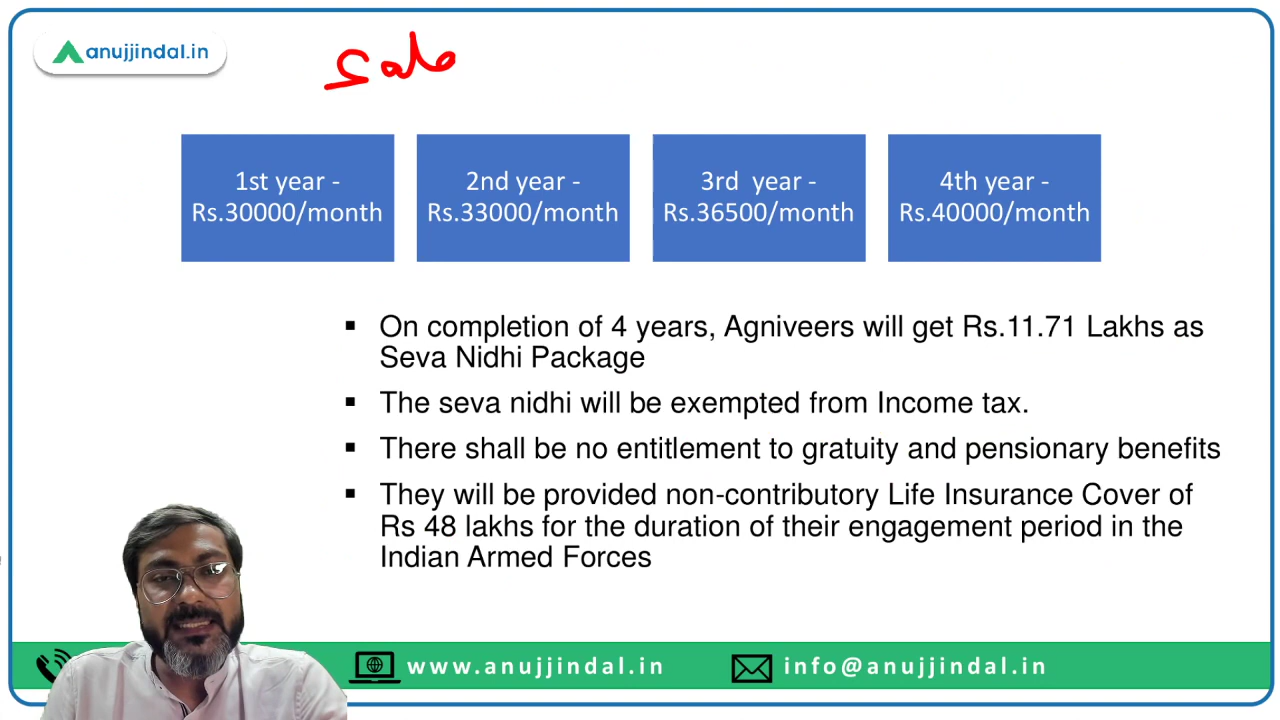 anujjindal.in
1st year -
Rs.30000/month
2nd year -
Rs.33000/month
3rd year -
Rs.36500/month
4th year -
Rs.40000/month
▪ On completion of 4 years, Agniveers will get Rs.11.71 Lakhs as
Seva Nidhi Package
▪ The seva nidhi will be exempted from Income tax.
▪ There shall be no entitlement to gratuity and pensionary benefits
▪ They will be provided non-contributory Life Insurance Cover of
Rs 48 lakhs for the duration of their engagement period in the
Indian Armed Forces
www.anujjindal.in
info@anujjindal.in